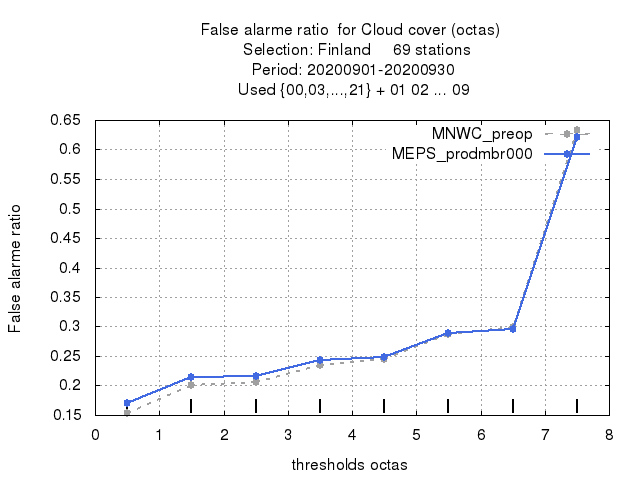 False alarme ratio  for Cloud cover (octas)
Selection: Finland     69 stations
Period: 20200901-20200930
Used {00,03,...,21} + 01 02 ... 09
MNWC_preop
MEPS_prodmbr000
False alarme ratio
0.65
0.6
0.55
0.5
0.45
0.4
0.35
0.3
0.25
0.2
0.15
0 1 2 3 4 5 6 7 8
thresholds octas